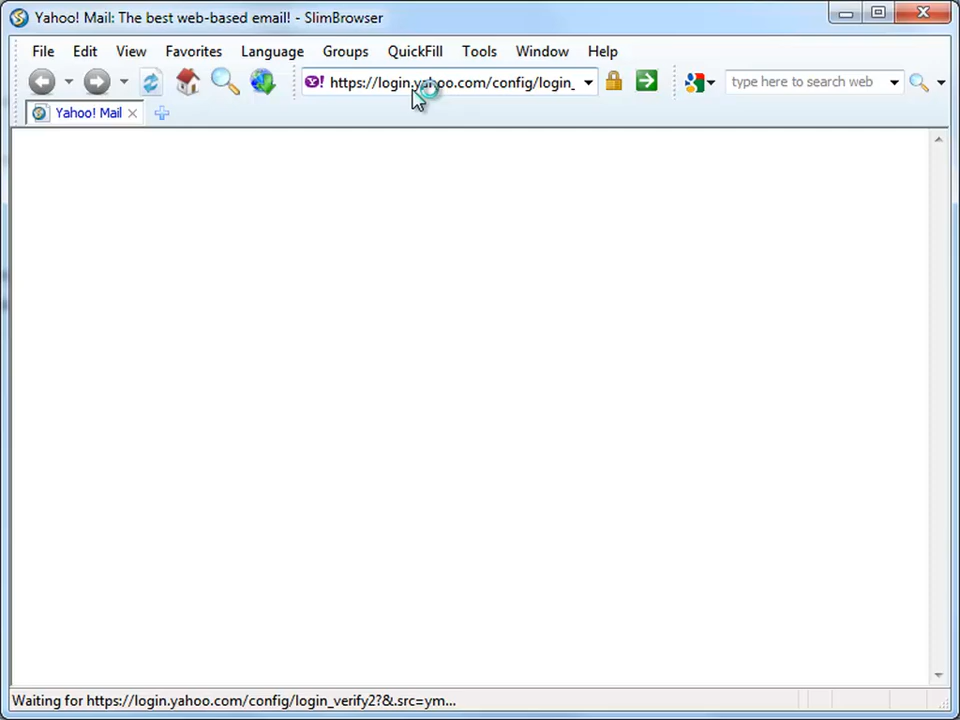 Yahoo! Mail: The best web-based email! - SlimBrowser
File Edit View Favorites Language Groups QuickFill Tools Window Help
Y! https://login.yahoo.com/config/login_ type here to search web
Yahoo! Mail
Waiting for https://login.yahoo.com/config/login_verify2?&.src=ym...